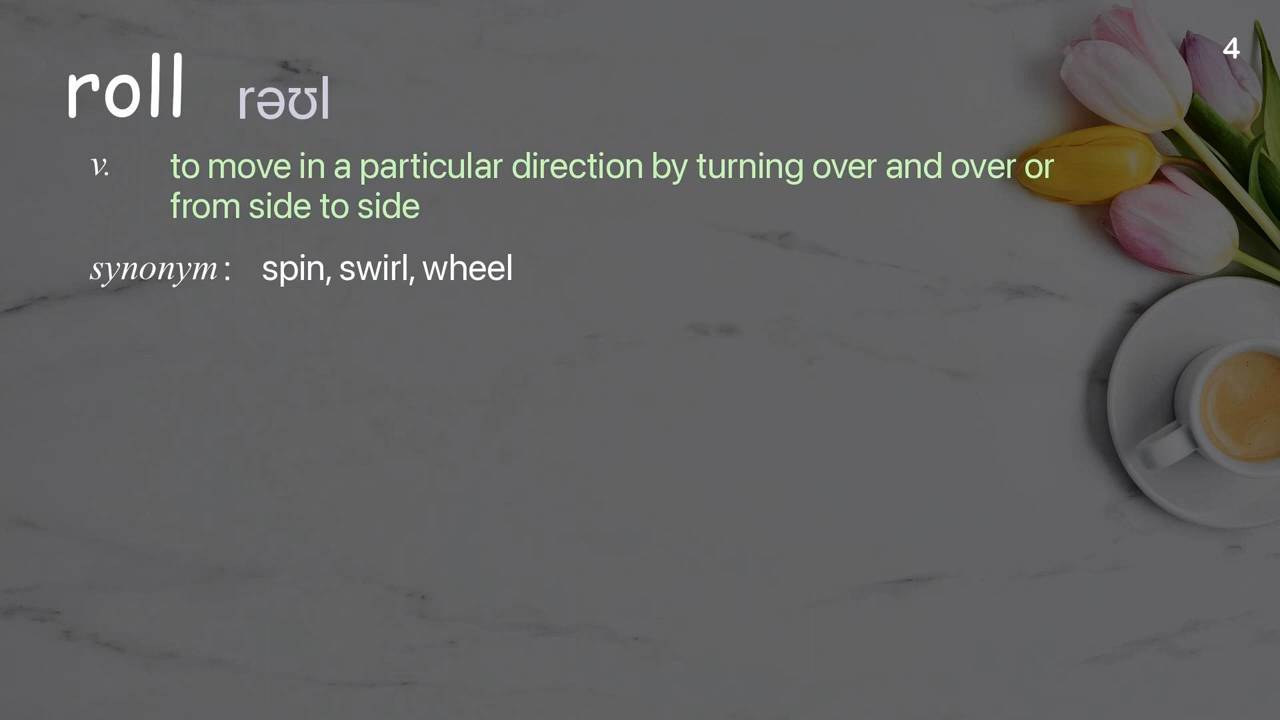 4
roll rəʊl
v. to move in a particular direction by turning over and over or
from side to side
synonym : spin, swirl, wheel